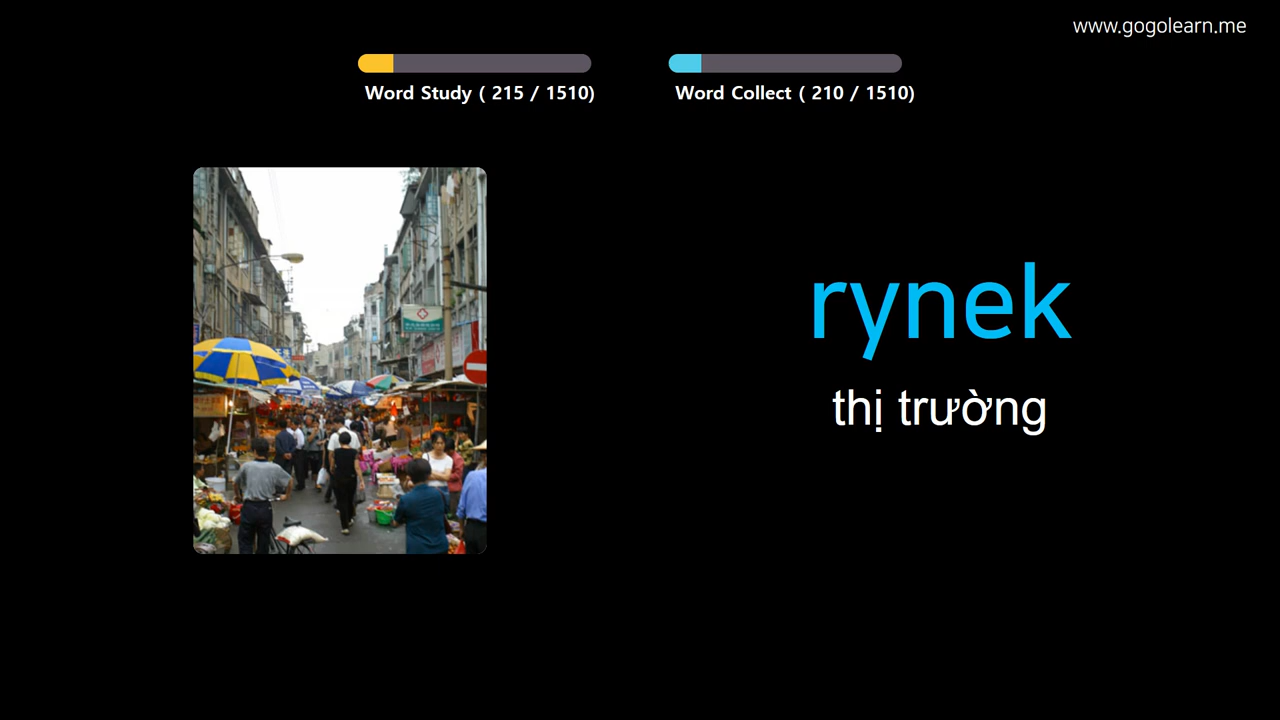 www.gogolearn.me
Word Study ( 215 / 1510)
Word Collect ( 210 / 1510)
rynek
thị trường